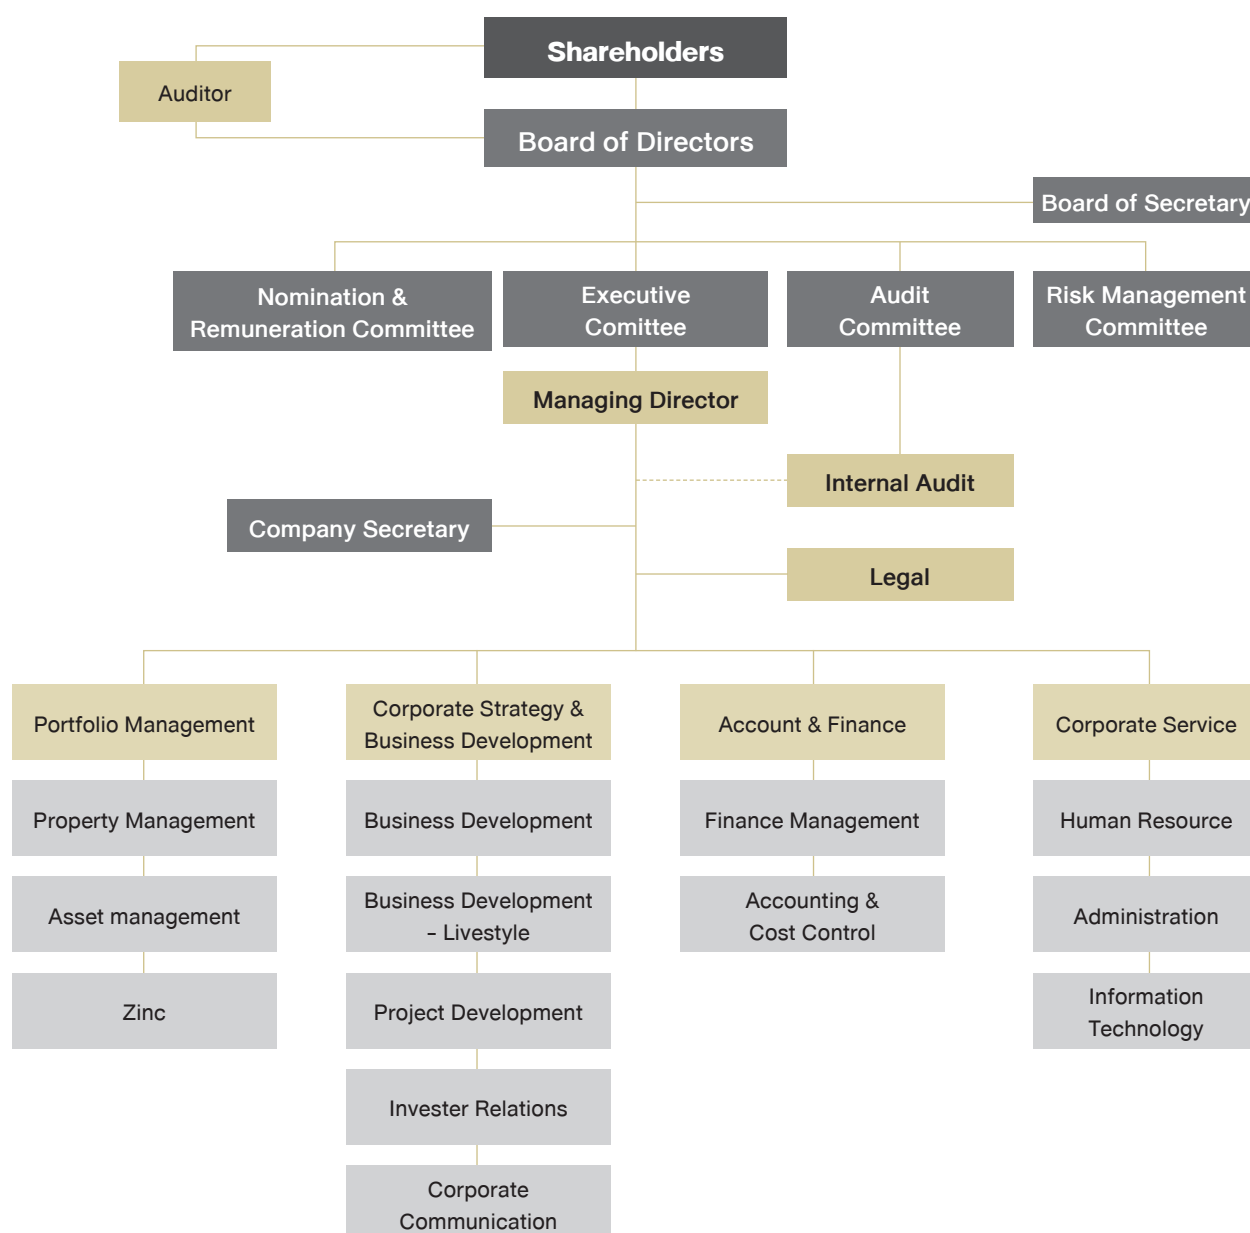 Shareholders
Auditor
Board of Directors
Board of Secretary
Nomination &
Remuneration Committee
Executive
Comittee
Audit
Committee
Risk Management
Committee
Managing Director
Internal Audit
Company Secretary
Legal
Portfolio Management
Corporate Strategy &
Business Development
Account & Finance
Corporate Service
Property Management
Business Development
Finance Management
Human Resource
Asset management
Business Development
- Livestyle
Accounting &
Cost Control
Administration
Zinc
Project Development
Information
Technology
Invester Relations
Corporate
Communication